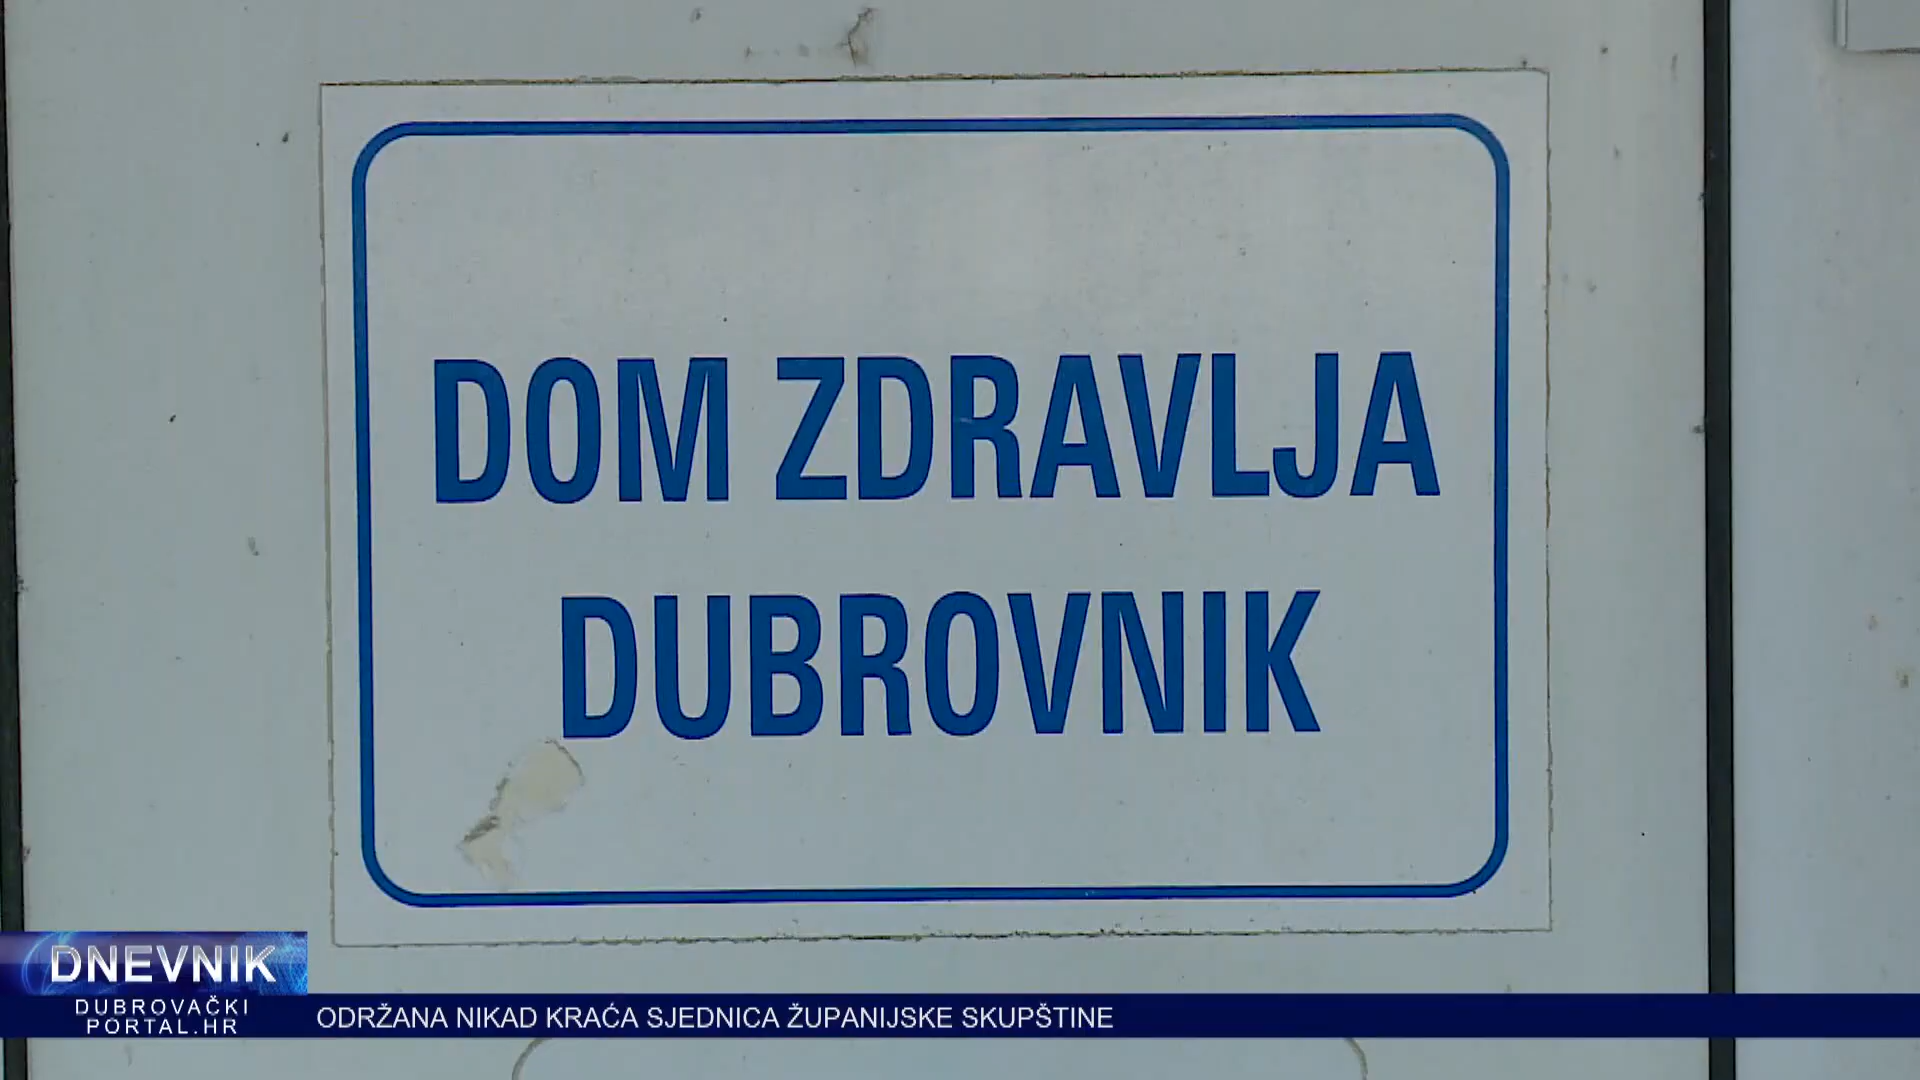 DOM ZDRAVLJA
DUBROVNIK
DNEVNIK
DUBROVAČKI
PORTAL.HR
ODRŽANA NIKAD KRAĆA SJEDNICA ŽUPANIJSKE SKUPŠTINE